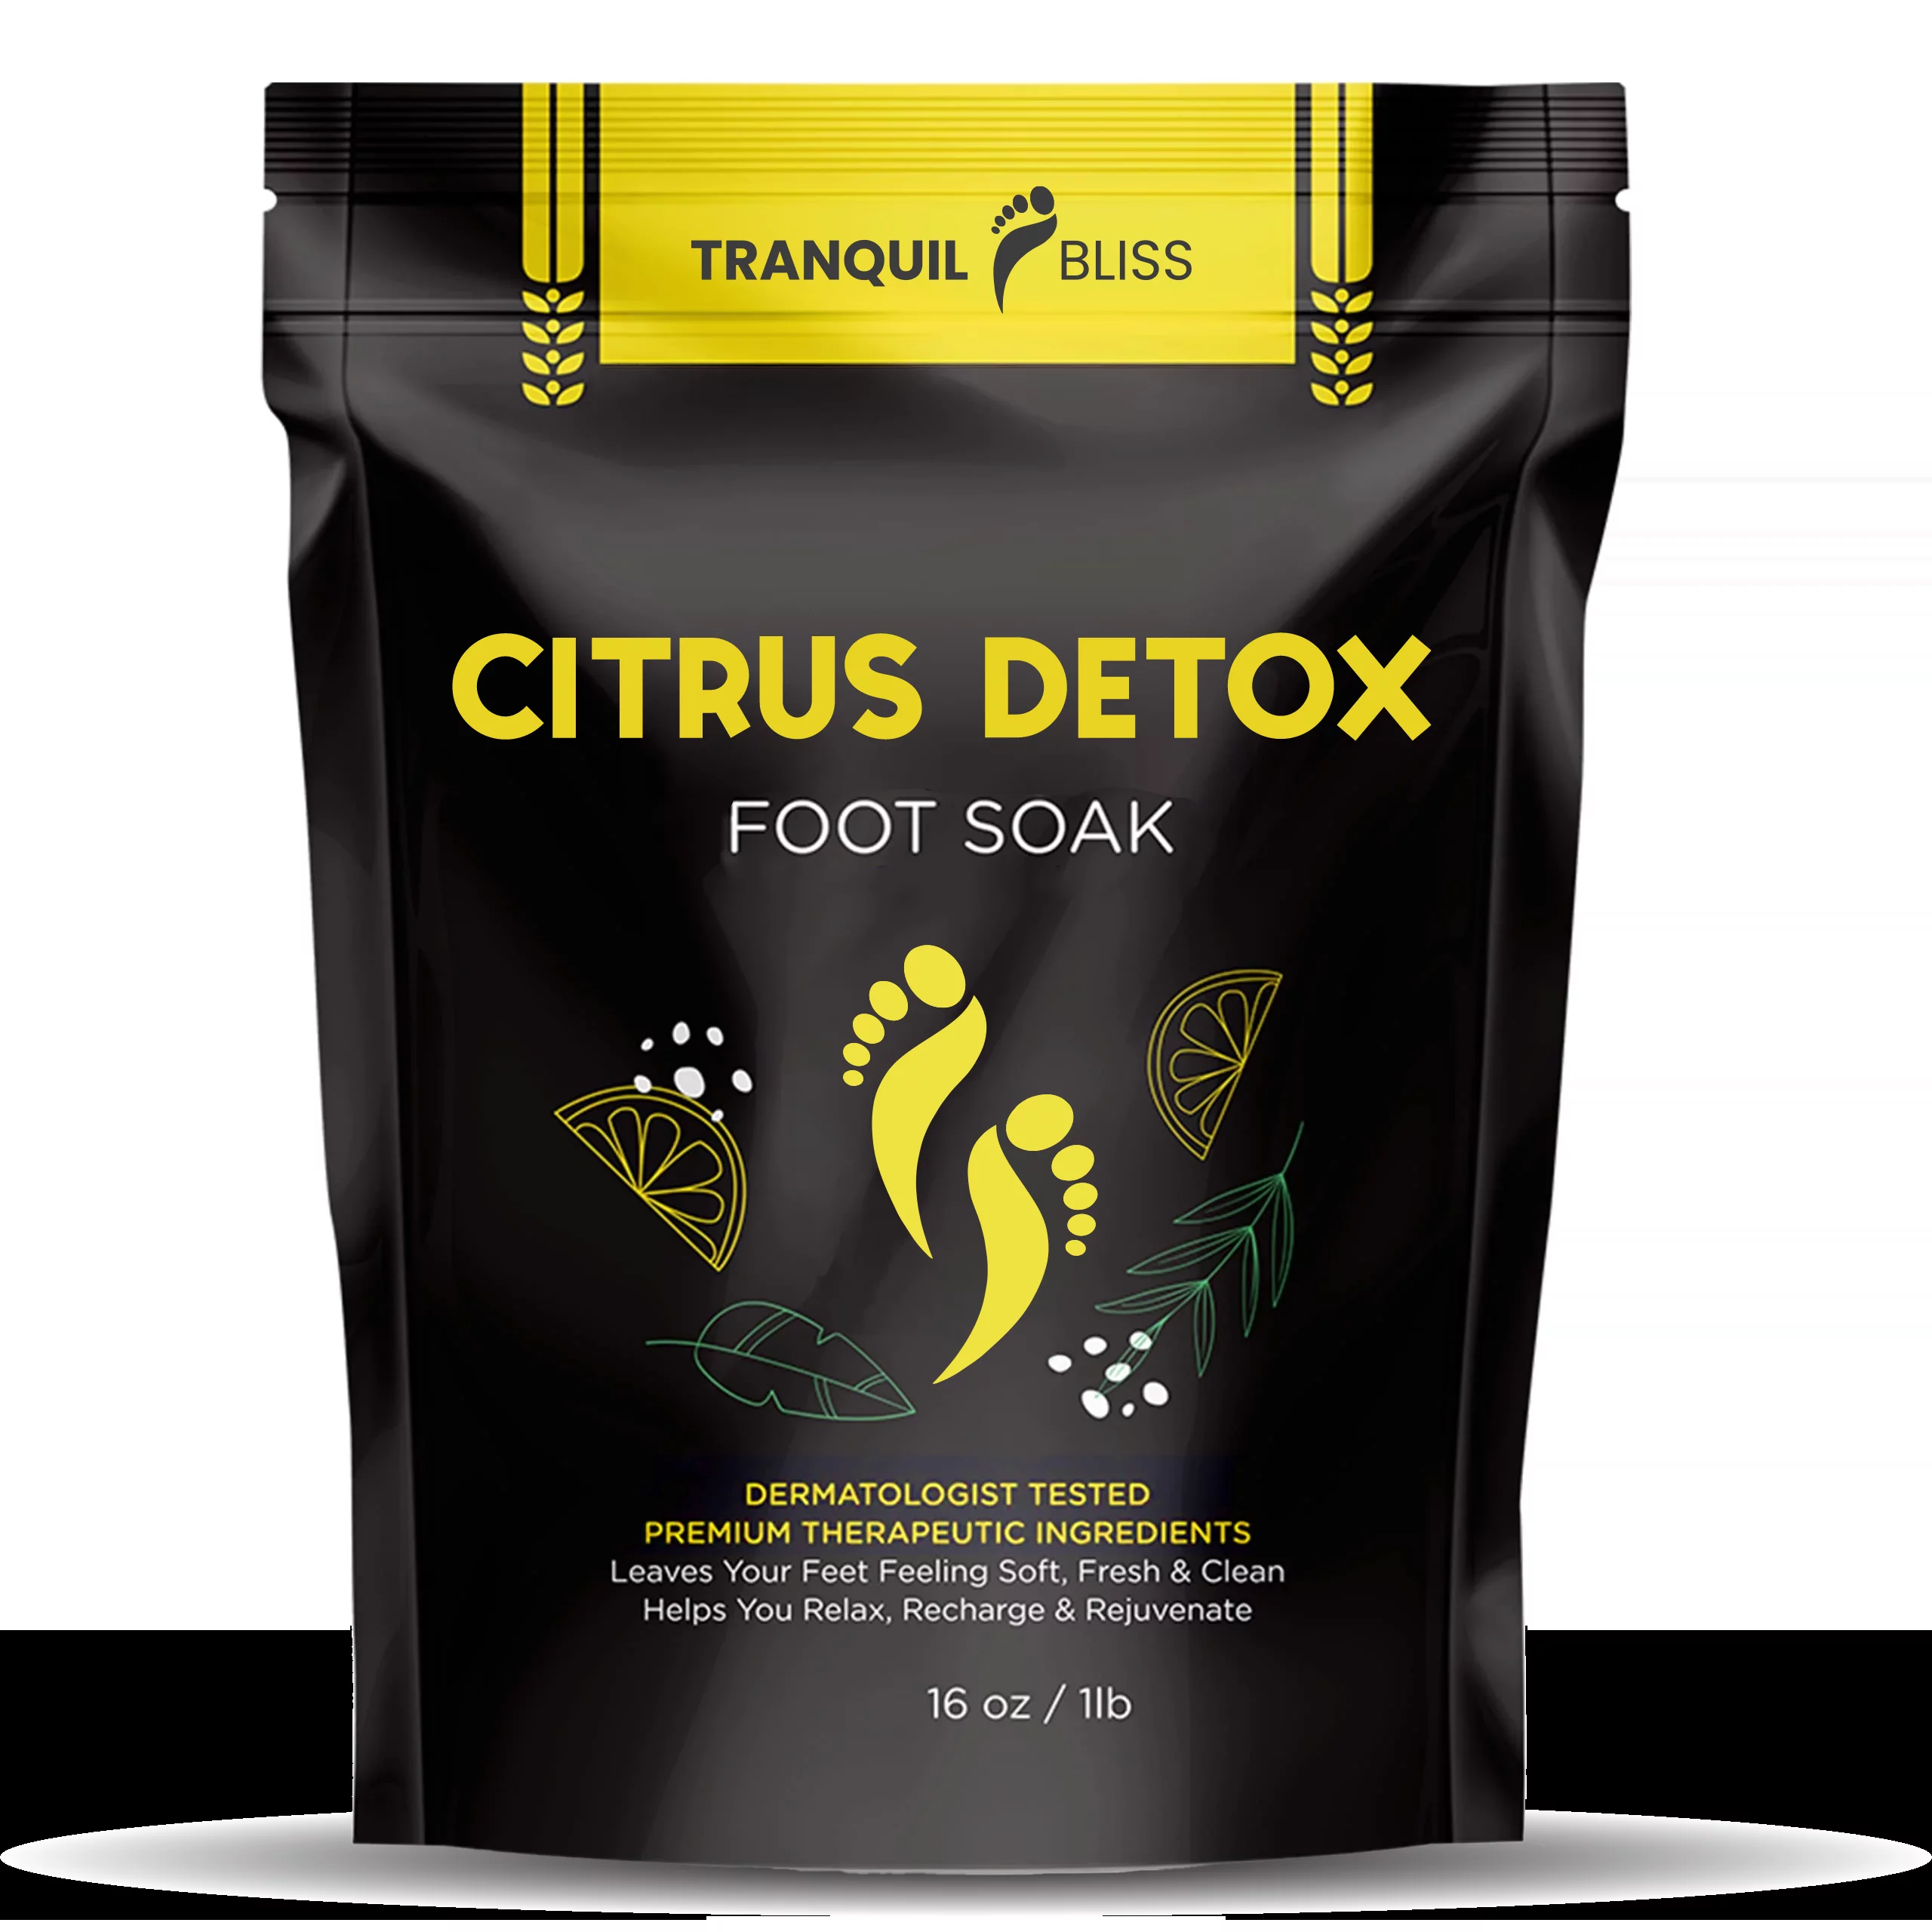 TRANQUIL BLISS
CITRUS DETOX
FOOT SOAK
DERMATOLOGIST TESTED
PREMIUM THERAPEUTIC INGREDIENTS
Leaves Your Feet Feeling Soft, Fresh & Clean
Helps You Relax, Recharge & Rejuvenate
16 oz / 1lb